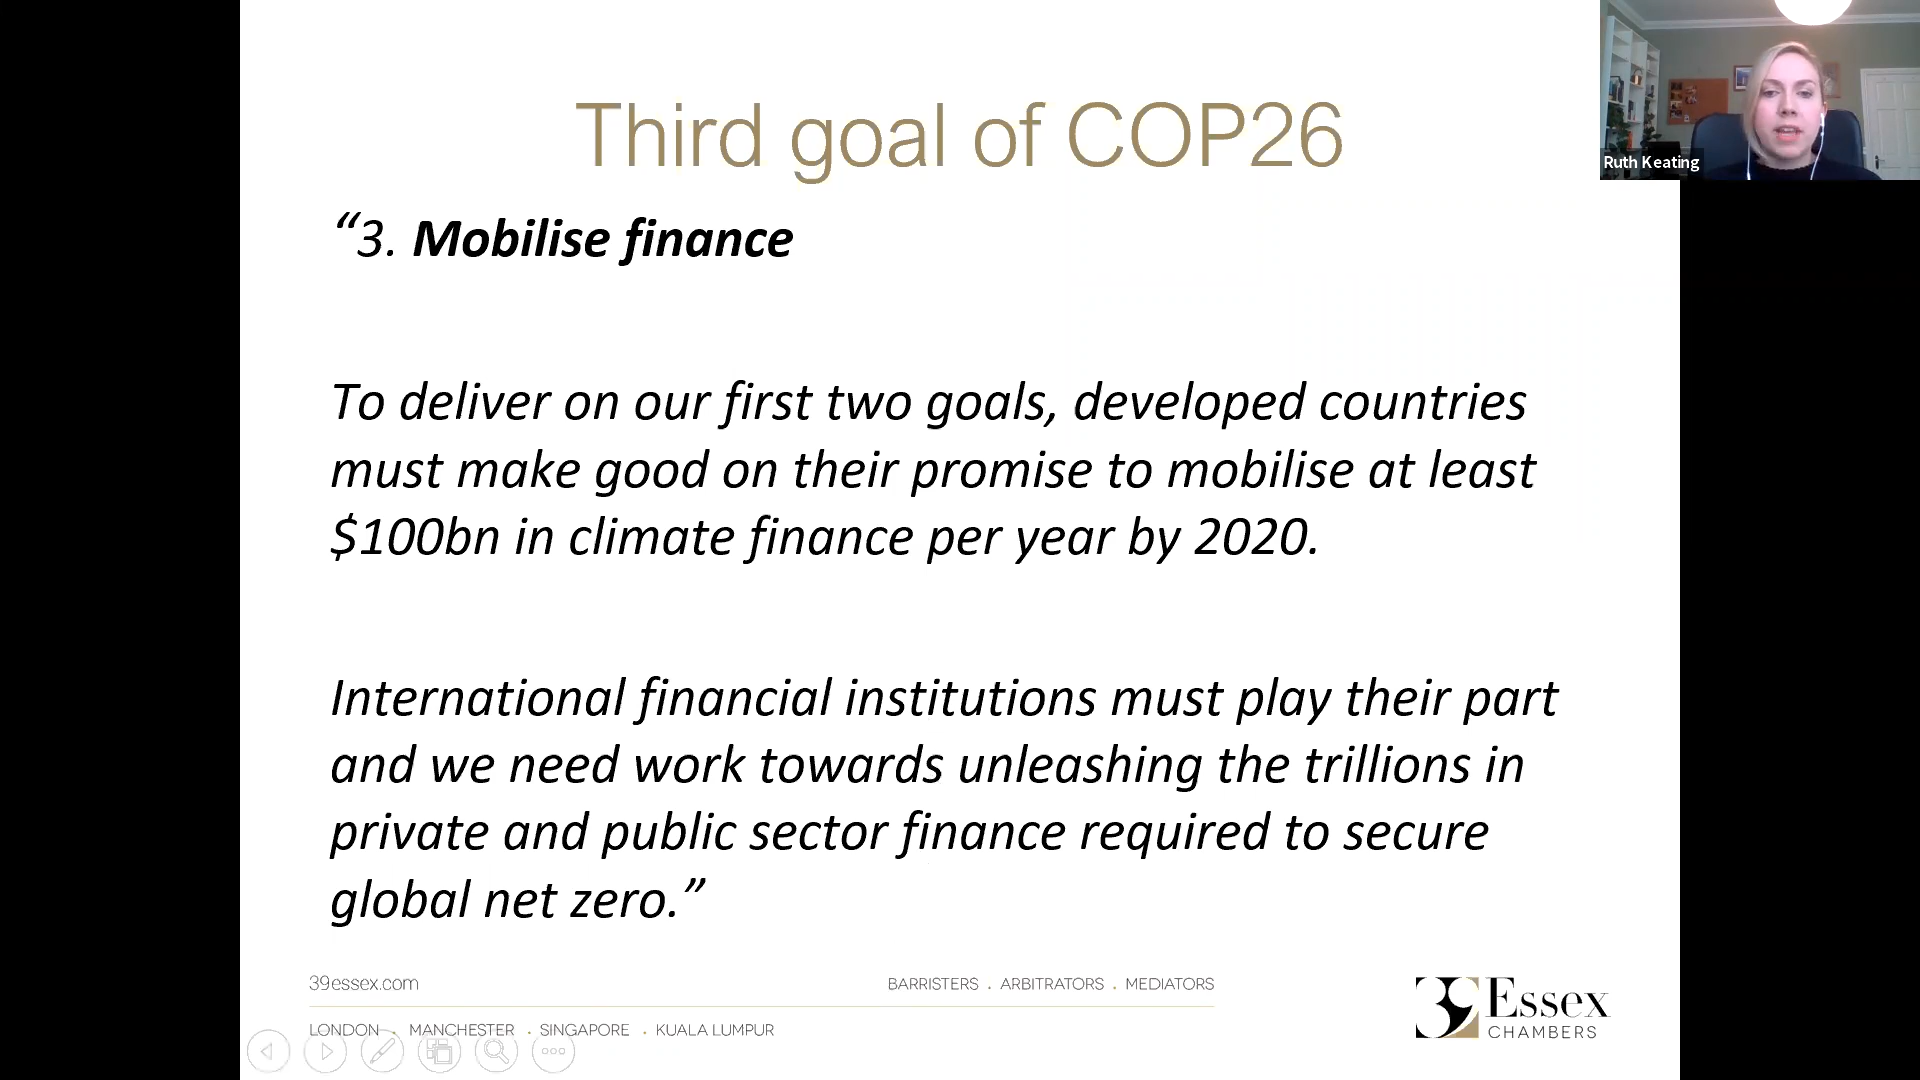 Third goal of COP26
Ruth Keating
“3. Mobilise finance
To deliver on our first two goals, developed countries
must make good on their promise to mobilise at least
$100bn in climate finance per year by 2020.
International financial institutions must play their part
and we need work towards unleashing the trillions in
private and public sector finance required to secure
global net zero.”
39essex.com
BARRISTERS . ARBITRATORS . MEDIATORS
LONDON . MANCHESTER . SINGAPORE . KUALA LUMPUR
39 Essex
CHAMBERS